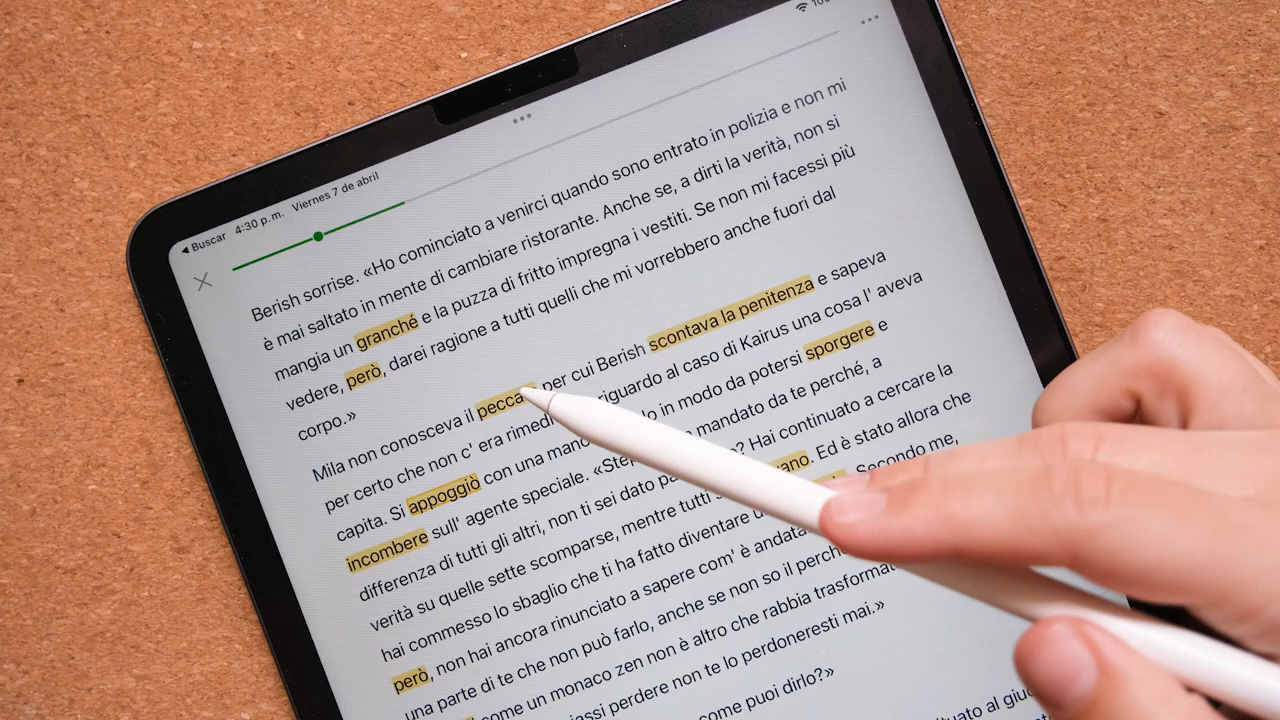 Buscar 4:30 p.m. Viernes 7 de abril
Berish sorrise. «Ho cominciato a venirci quando sono entrato in polizia e non mi
è mai saltato in mente di cambiare ristorante. Anche se, a dirti la verità, non si
mangia un granché e la puzza di fritto impregna i vestiti. Se non mi facessi più
vedere, però, darei ragione a tutti quelli che mi vorrebbero anche fuori dal
corpo.»
Mila non conosceva il per cui Berish scontava la penitenza e sapeva
per certo che non c' era riguardo al caso di Kairus una cosa l' aveva
capita. Si appoggiò con una mano in modo da potersi sporgere e
incombere sull' agente speciale. mandato da te perché, a
differenza di tutti gli altri, non ti sei dato Hai continuato a cercare la
verità su quelle sette scomparse, mentre tutti Ed è stato allora che
hai commesso lo sbaglio che ti ha fatto diventare Secondo me,
però, non hai ancora rinunciato a sapere com' è
una parte di te che non può farlo, anche se non so il
come un monaco zen non è altro che rabbia
perdere non te lo perdoneresti mai.»
come puoi dirlo?»
al